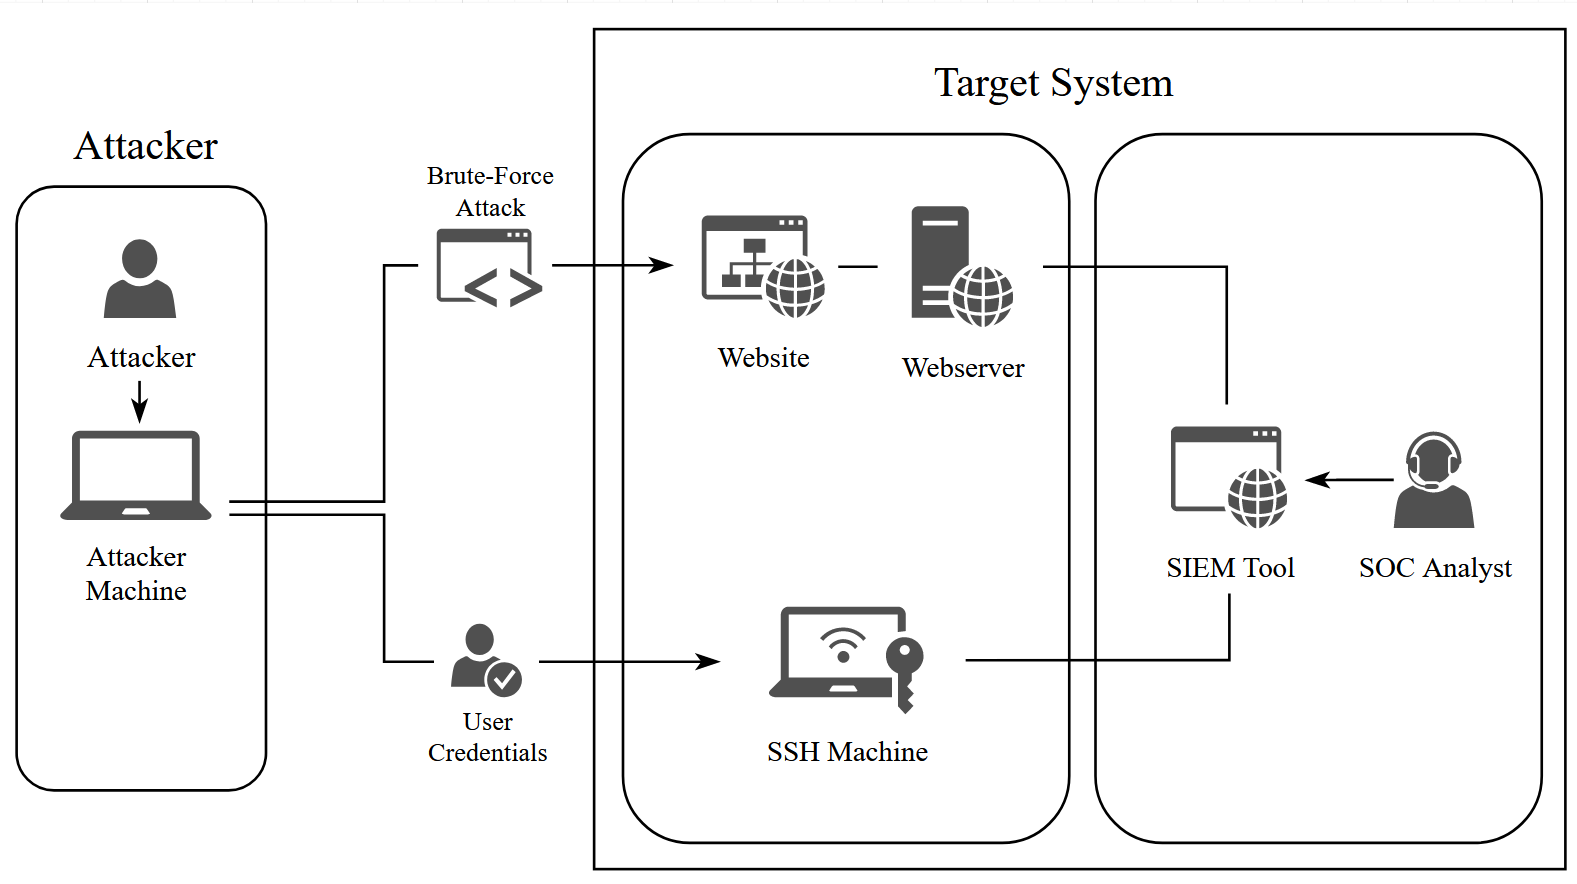 Target System
Attacker
Brute-Force
Attack
Attacker
Website
Webserver
Attacker
Machine
SIEM Tool
SOC Analyst
User
Credentials
SSH Machine